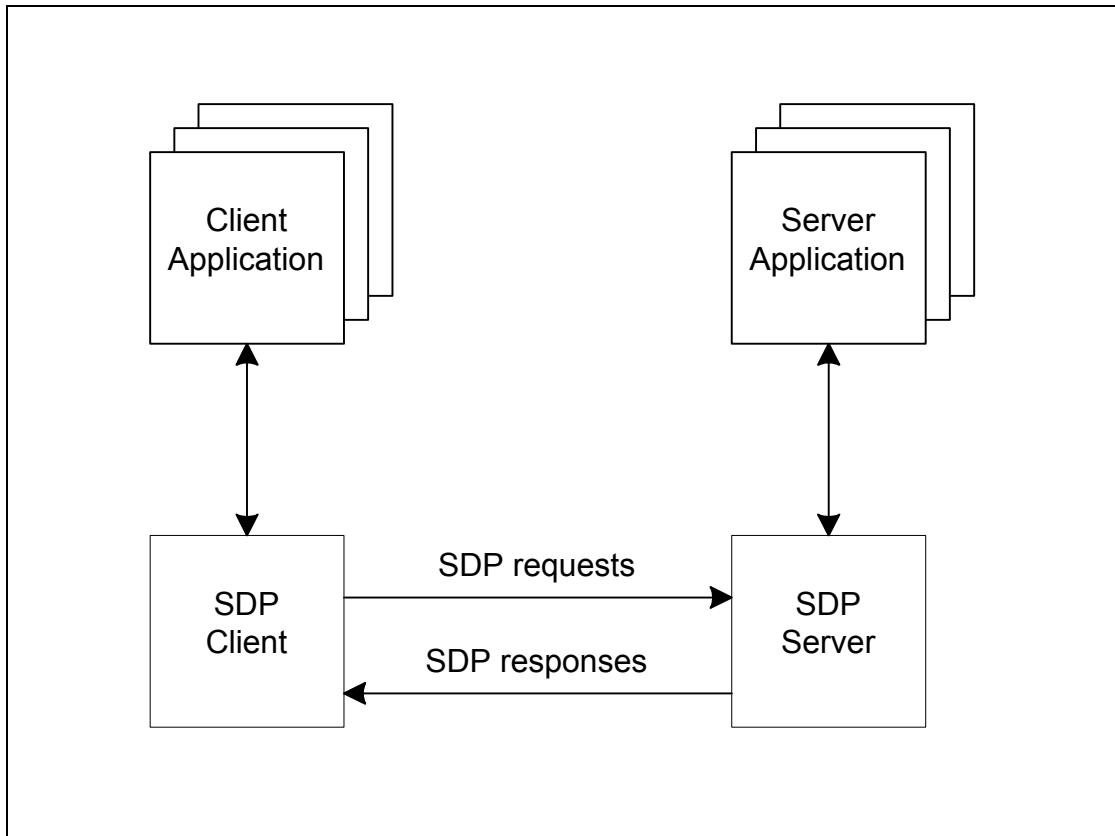 Client
Application
Server
Application
SDP requests
SDP
Client
SDP
Server
SDP responses